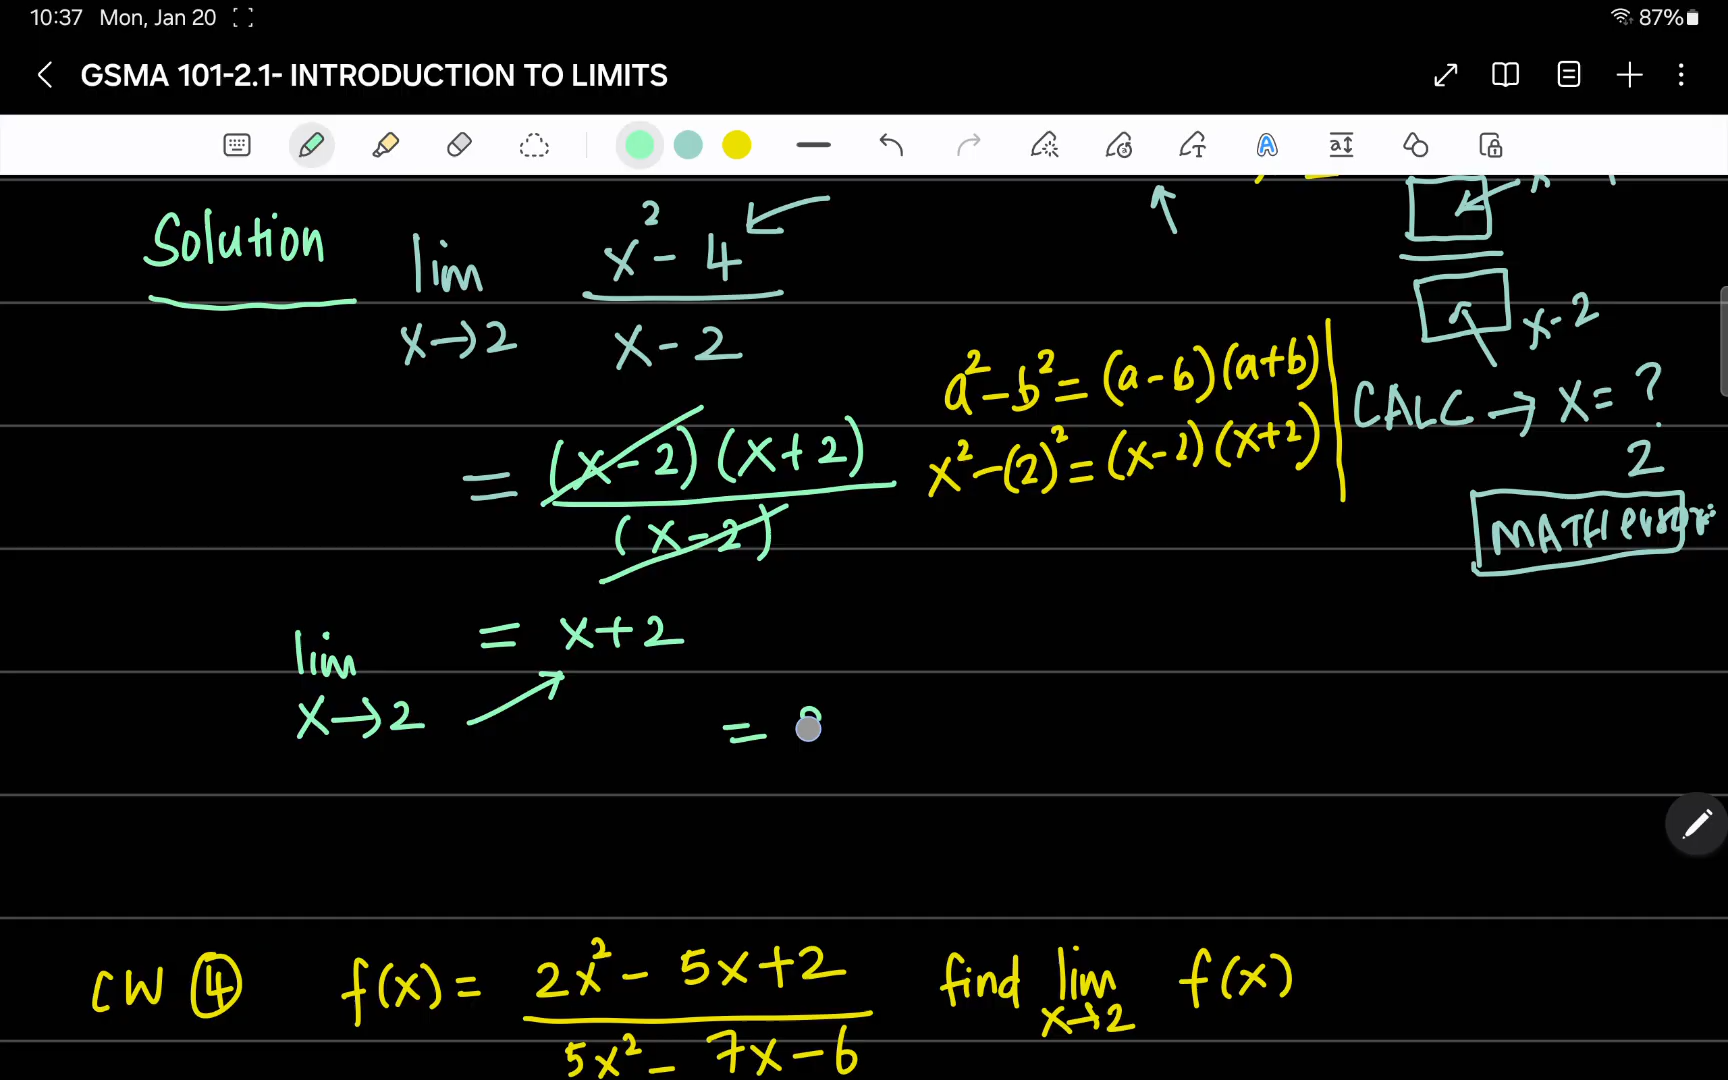 10:37 Mon, Jan 20 87%
GSMA 101-2.1- INTRODUCTION TO LIMITS
Solution lim x→2 x² - 4 / x - 2
x - 2
a² - b² = (a - b)(a + b)
x² - (2)² = (x - 2)(x + 2)
CALC → x = ?
2
MATH error
= (x - 2)(x + 2) / (x - 2)
lim x→2 = x + 2
=
CW ④ f(x) = 2x² - 5x + 2 / 5x² - 7x - 6 find lim x→2 f(x)